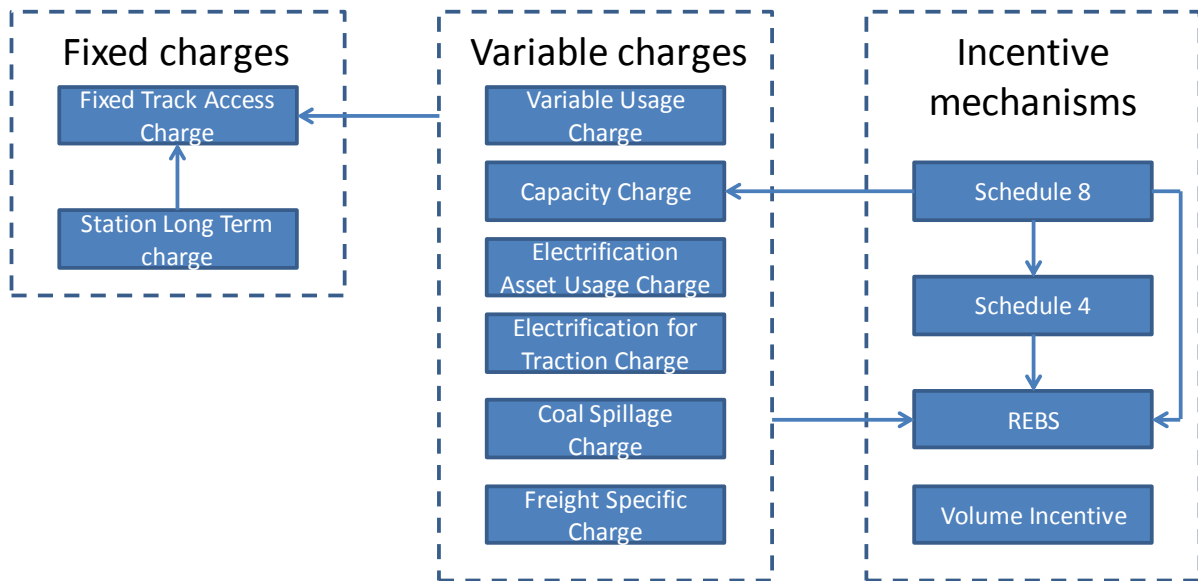 Fixed charges
Fixed Track Access
Charge
Station Long Term
charge
Variable charges
Variable Usage
Charge
Capacity Charge
Electrification
Asset Usage Charge
Electrification for
Traction Charge
Coal Spillage
Charge
Freight Specific
Charge
Incentive
mechanisms
Schedule 8
Schedule 4
REBS
Volume Incentive